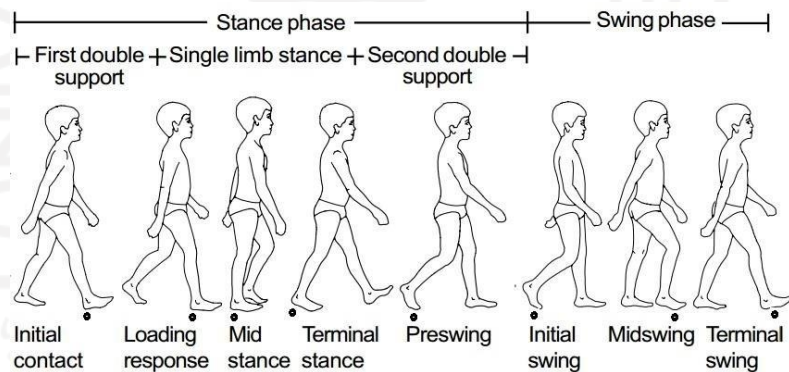 Stance phase
Swing phase
First double support
Single limb stance
Second double support
Initial contact
Loading response
Mid stance
Terminal stance
Preswing
Initial swing
Midswing
Terminal swing